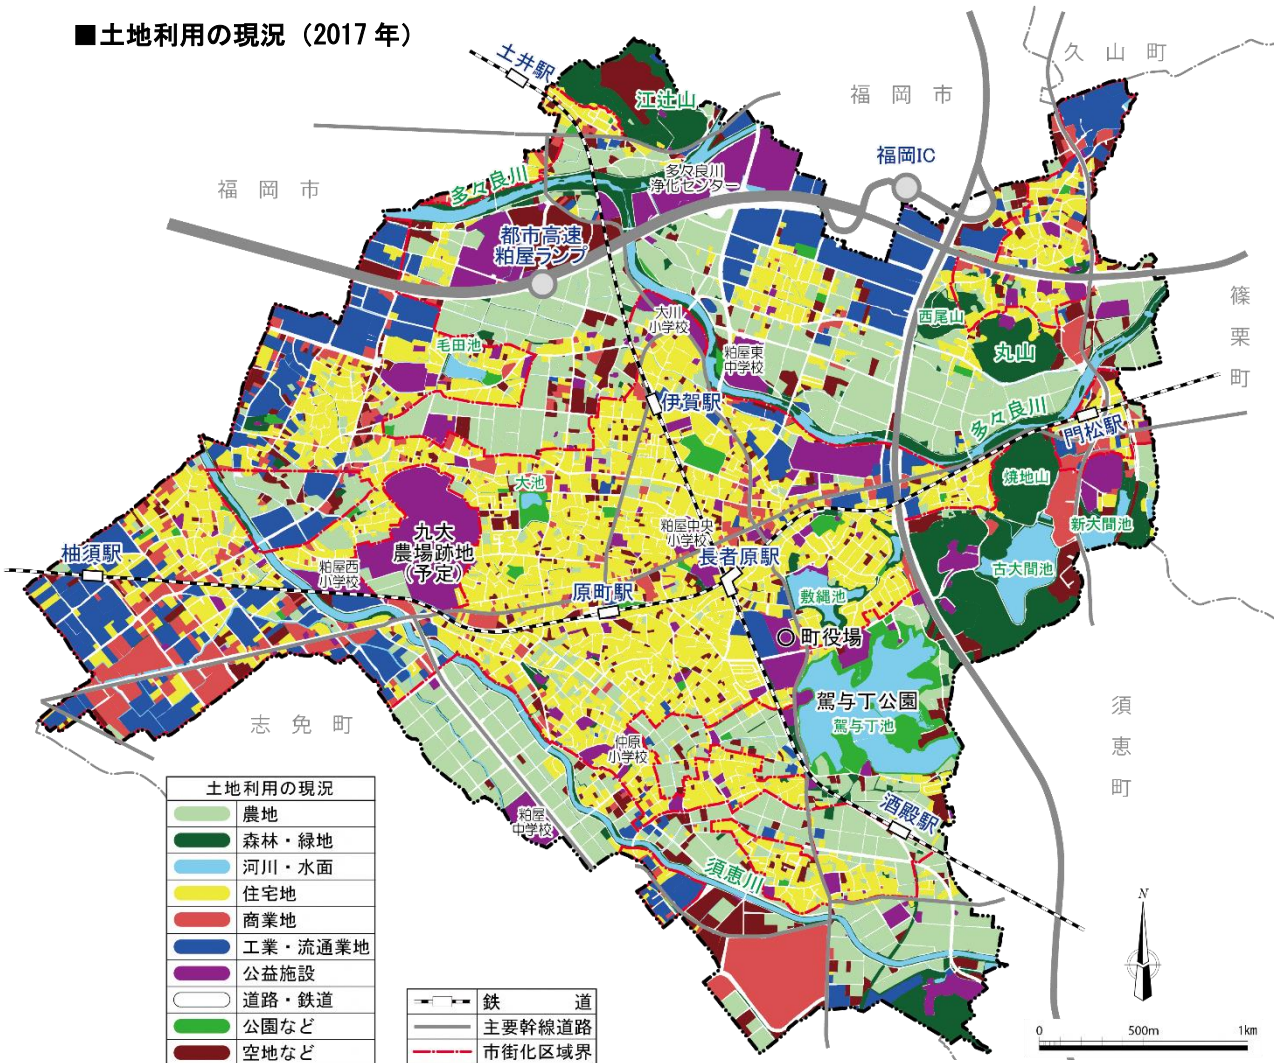 ■土地利用の現況（2017年）
土井駅
江辻山
福岡市
久山町
福岡IC
多々良川
浄化センター
多々良川
福岡市
都市高速
粕屋ランプ
篠栗町
西尾山
丸山
大川
小学校
毛田池
粕屋東
中学校
伊賀駅
多々良川
門松駅
焼地山
大池
新大間池
九大
農場跡地
（予定）
粕屋中央
小学校
長者原駅
古大間池
柚須駅
粕屋西
小学校
原町駅
敷縄池
町役場
駕与丁公園
駕与丁池
志免町
須恵町
仲原
小学校
粕屋
中学校
酒殿駅
須恵川
土地利用の現況
農地
森林・緑地
河川・水面
住宅地
商業地
工業・流通業地
公益施設
道路・鉄道
公園など
空地など
鉄道
主要幹線道路
市街化区域界
N
0 500m 1km